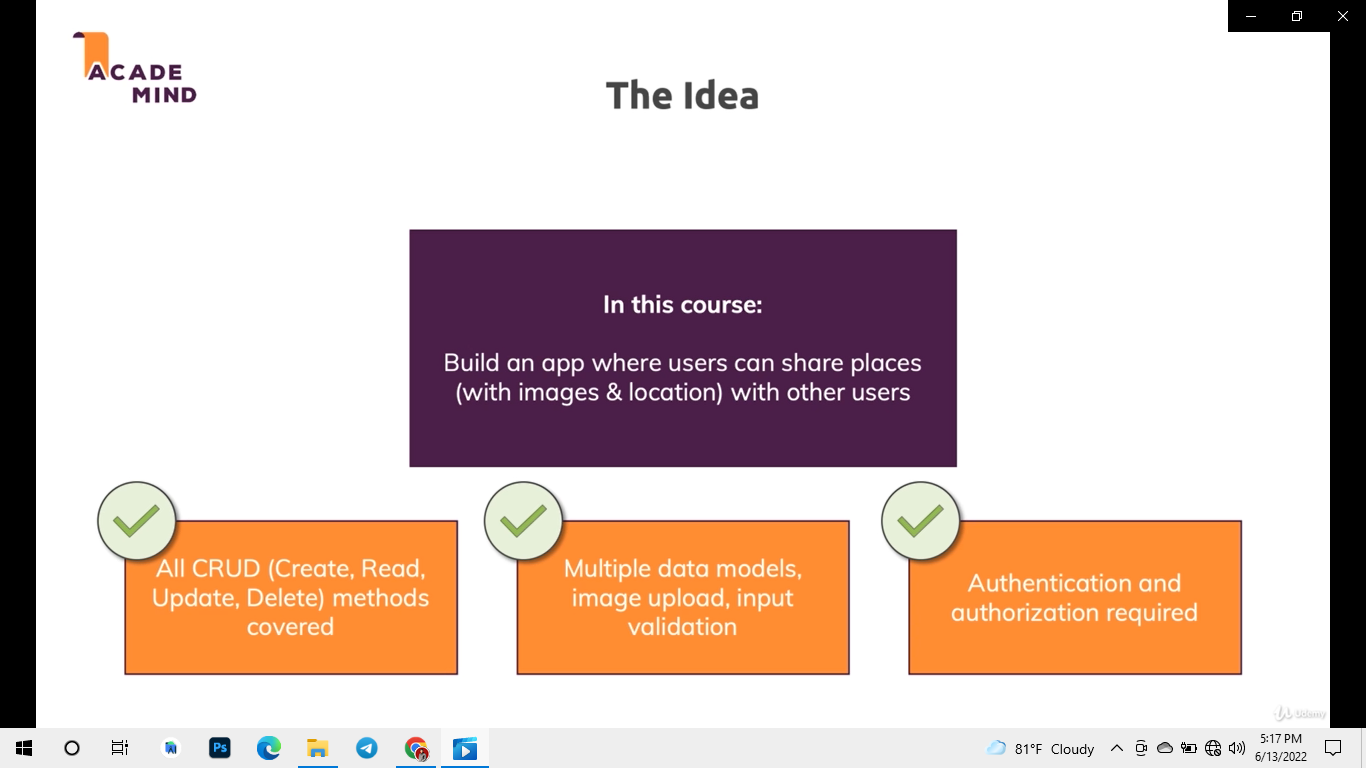 ACADE
MIND
The Idea
In this course:
Build an app where users can share places
(with images & location) with other users
All CRUD (Create, Read,
Update, Delete) methods
covered
Multiple data models,
image upload, input
validation
Authentication and
authorization required
Udemy
Ps
81°F Cloudy
5:17 PM
6/13/2022